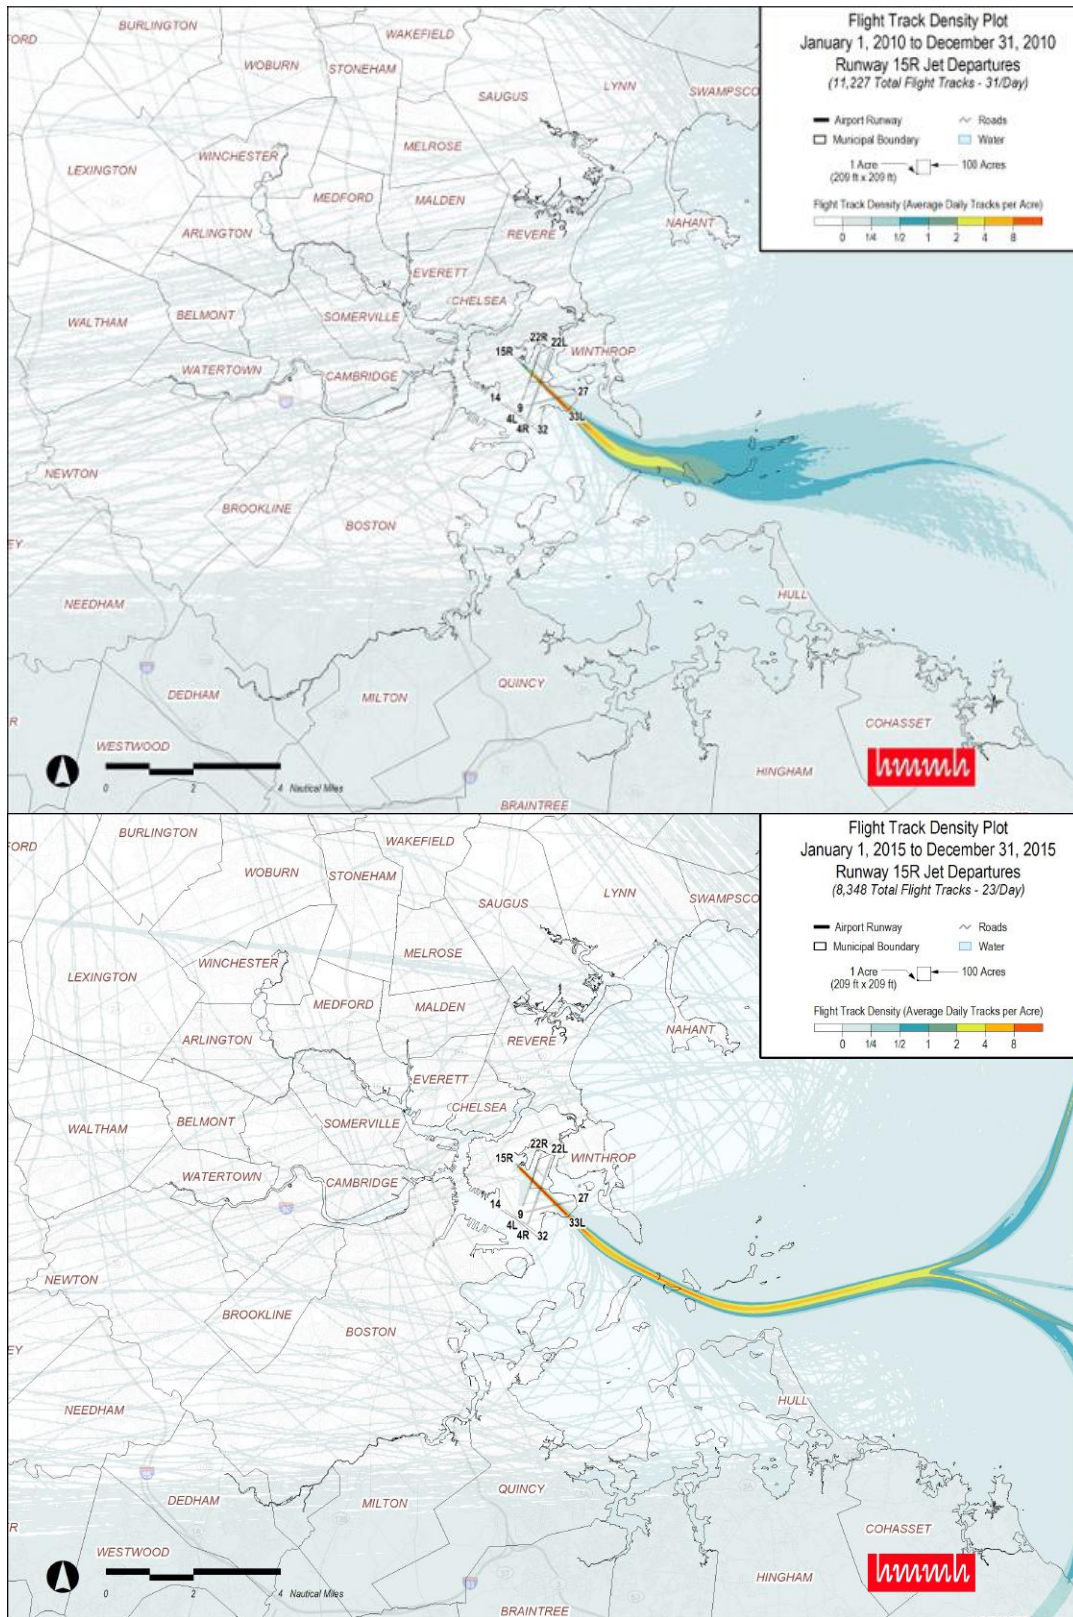 BURLINGTON
WAKEFIELD
FORD
WOBURN
STONEHAM
LYNN
SAUGUS
SWAMPSCO
Flight Track Density Plot
January 1, 2010 to December 31, 2010
Runway 15R Jet Departures
(11,227 Total Flight Tracks - 31/Day)
Airport Runway
Roads
Municipal Boundary
Water
1 Acre
(209 ft x 209 ft)
100 Acres
Flight Track Density (Average Daily Tracks per Acre)
0 1/4 1/2 1 2 4 8
MELROSE
WINCHESTER
LEXINGTON
MEDFORD
MALDEN
NAHANT
ARLINGTON
REVERE
EVERETT
CHELSEA
BELMONT
SOMERVILLE
WALTHAM
22R
22L
15R
WINTHROP
WATERTOWN
CAMBRIDGE
27
14
9
4L
33L
4R
32
NEWTON
BROOKLINE
BOSTON
EY
HULL
NEEDHAM
QUINCY
DEDHAM
MILTON
R
COHASSET
WESTWOOD
HINGHAM
hmmh
0 2 4 Nautical Miles
BRAINTREE
BURLINGTON
WAKEFIELD
FORD
WOBURN
STONEHAM
LYNN
SAUGUS
SWAMPSCO
Flight Track Density Plot
January 1, 2015 to December 31, 2015
Runway 15R Jet Departures
(8,348 Total Flight Tracks - 23/Day)
Airport Runway
Roads
Municipal Boundary
Water
1 Acre
(209 ft x 209 ft)
100 Acres
Flight Track Density (Average Daily Tracks per Acre)
0 1/4 1/2 1 2 4 8
MELROSE
WINCHESTER
LEXINGTON
MEDFORD
MALDEN
NAHANT
ARLINGTON
REVERE
EVERETT
CHELSEA
BELMONT
SOMERVILLE
WALTHAM
22R
22L
15R
WINTHROP
WATERTOWN
CAMBRIDGE
27
14
9
4L
33L
4R
32
NEWTON
BROOKLINE
BOSTON
EY
HULL
NEEDHAM
QUINCY
DEDHAM
MILTON
R
COHASSET
WESTWOOD
HINGHAM
hmmh
0 2 4 Nautical Miles
BRAINTREE